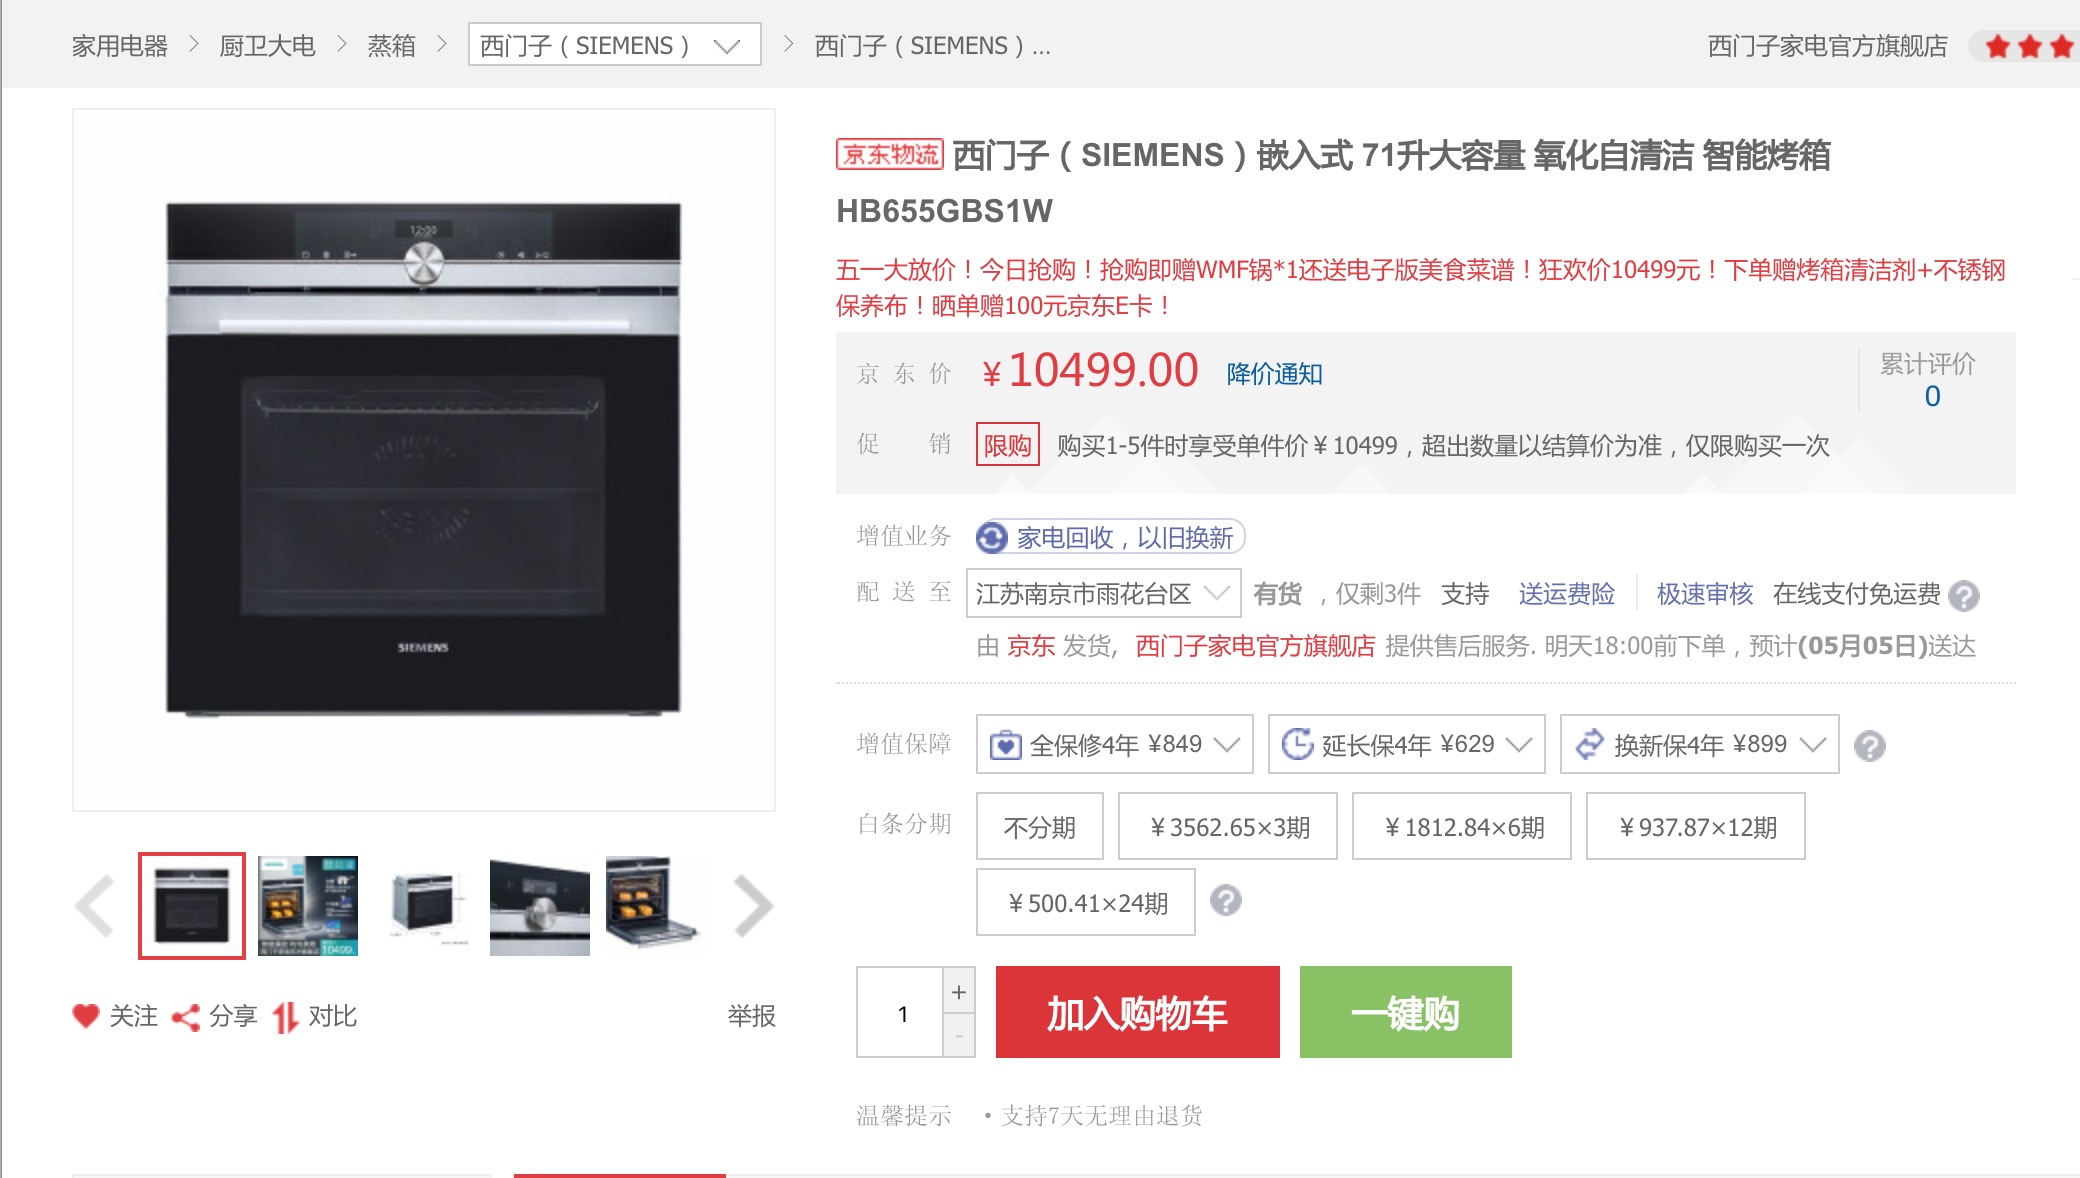 家用电器 > 厨卫大电 > 蒸箱 > 西门子（SIEMENS） > 西门子（SIEMENS）...
西门子家电官方旗舰店
12:00
SIEMENS
京东物流 西门子（SIEMENS）嵌入式 71升大容量 氧化自清洁 智能烤箱
HB655GBS1W
五一大放价！今日抢购！抢购即赠WMF锅*1还送电子版美食菜谱！狂欢价10499元！下单赠烤箱清洁剂+不锈钢
保养布！晒单赠100元京东E卡！
京东价 ￥10499.00 降价通知
累计评价
0
促销 限购 购买1-5件时享受单件价￥10499，超出数量以结算价为准，仅限购买一次
增值业务 家电回收，以旧换新
配送至 江苏南京市雨花台区 有货 ，仅剩3件 支持 送运费险 极速审核 在线支付免运费 ?
由 京东 发货, 西门子家电官方旗舰店 提供售后服务. 明天18:00前下单，预计(05月05日)送达
增值保障 全保修4年 ¥849 延长保4年 ¥629 换新保4年 ¥899 ?
白条分期 不分期 ￥3562.65×3期 ￥1812.84×6期 ￥937.87×12期
￥500.41×24期 ?
10499
关注 分享 对比 举报
1 + - 加入购物车 一键购
温馨提示 •支持7天无理由退货